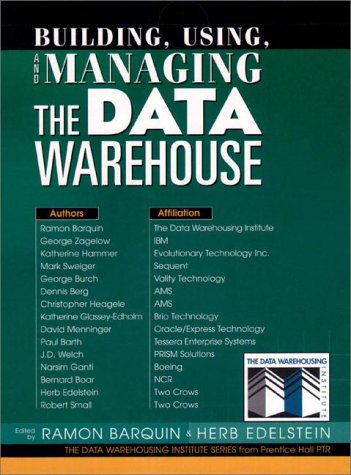 BUILDING, USING,
AND MANAGING
THE DATA
WAREHOUSE
Authors Affiliation
Ramon Barquin The Data Warehousing Institute
George Zagelow IBM
Katherine Hammer Evolutionary Technology Inc.
Mark Sweiger Sequent
George Burch Vality Technology
Dennis Berg AMS
Christopher Heagele AMS
Katherine Glassey-Edholm Brio Technology
David Menninger Oracle/Express Technology
Paul Barth Tessera Enterprise Systems
J.D. Welch PRISM Solutions
Narsim Ganti Boeing
Bernard Boar NCR
Herb Edelstein Two Crows
Robert Small Two Crows
THE DATA WAREHOUSING
INSTITUTE
Edited by RAMON BARQUIN & HERB EDELSTEIN
THE DATA WAREHOUSING INSTITUTE SERIES from Prentice Hall PTR